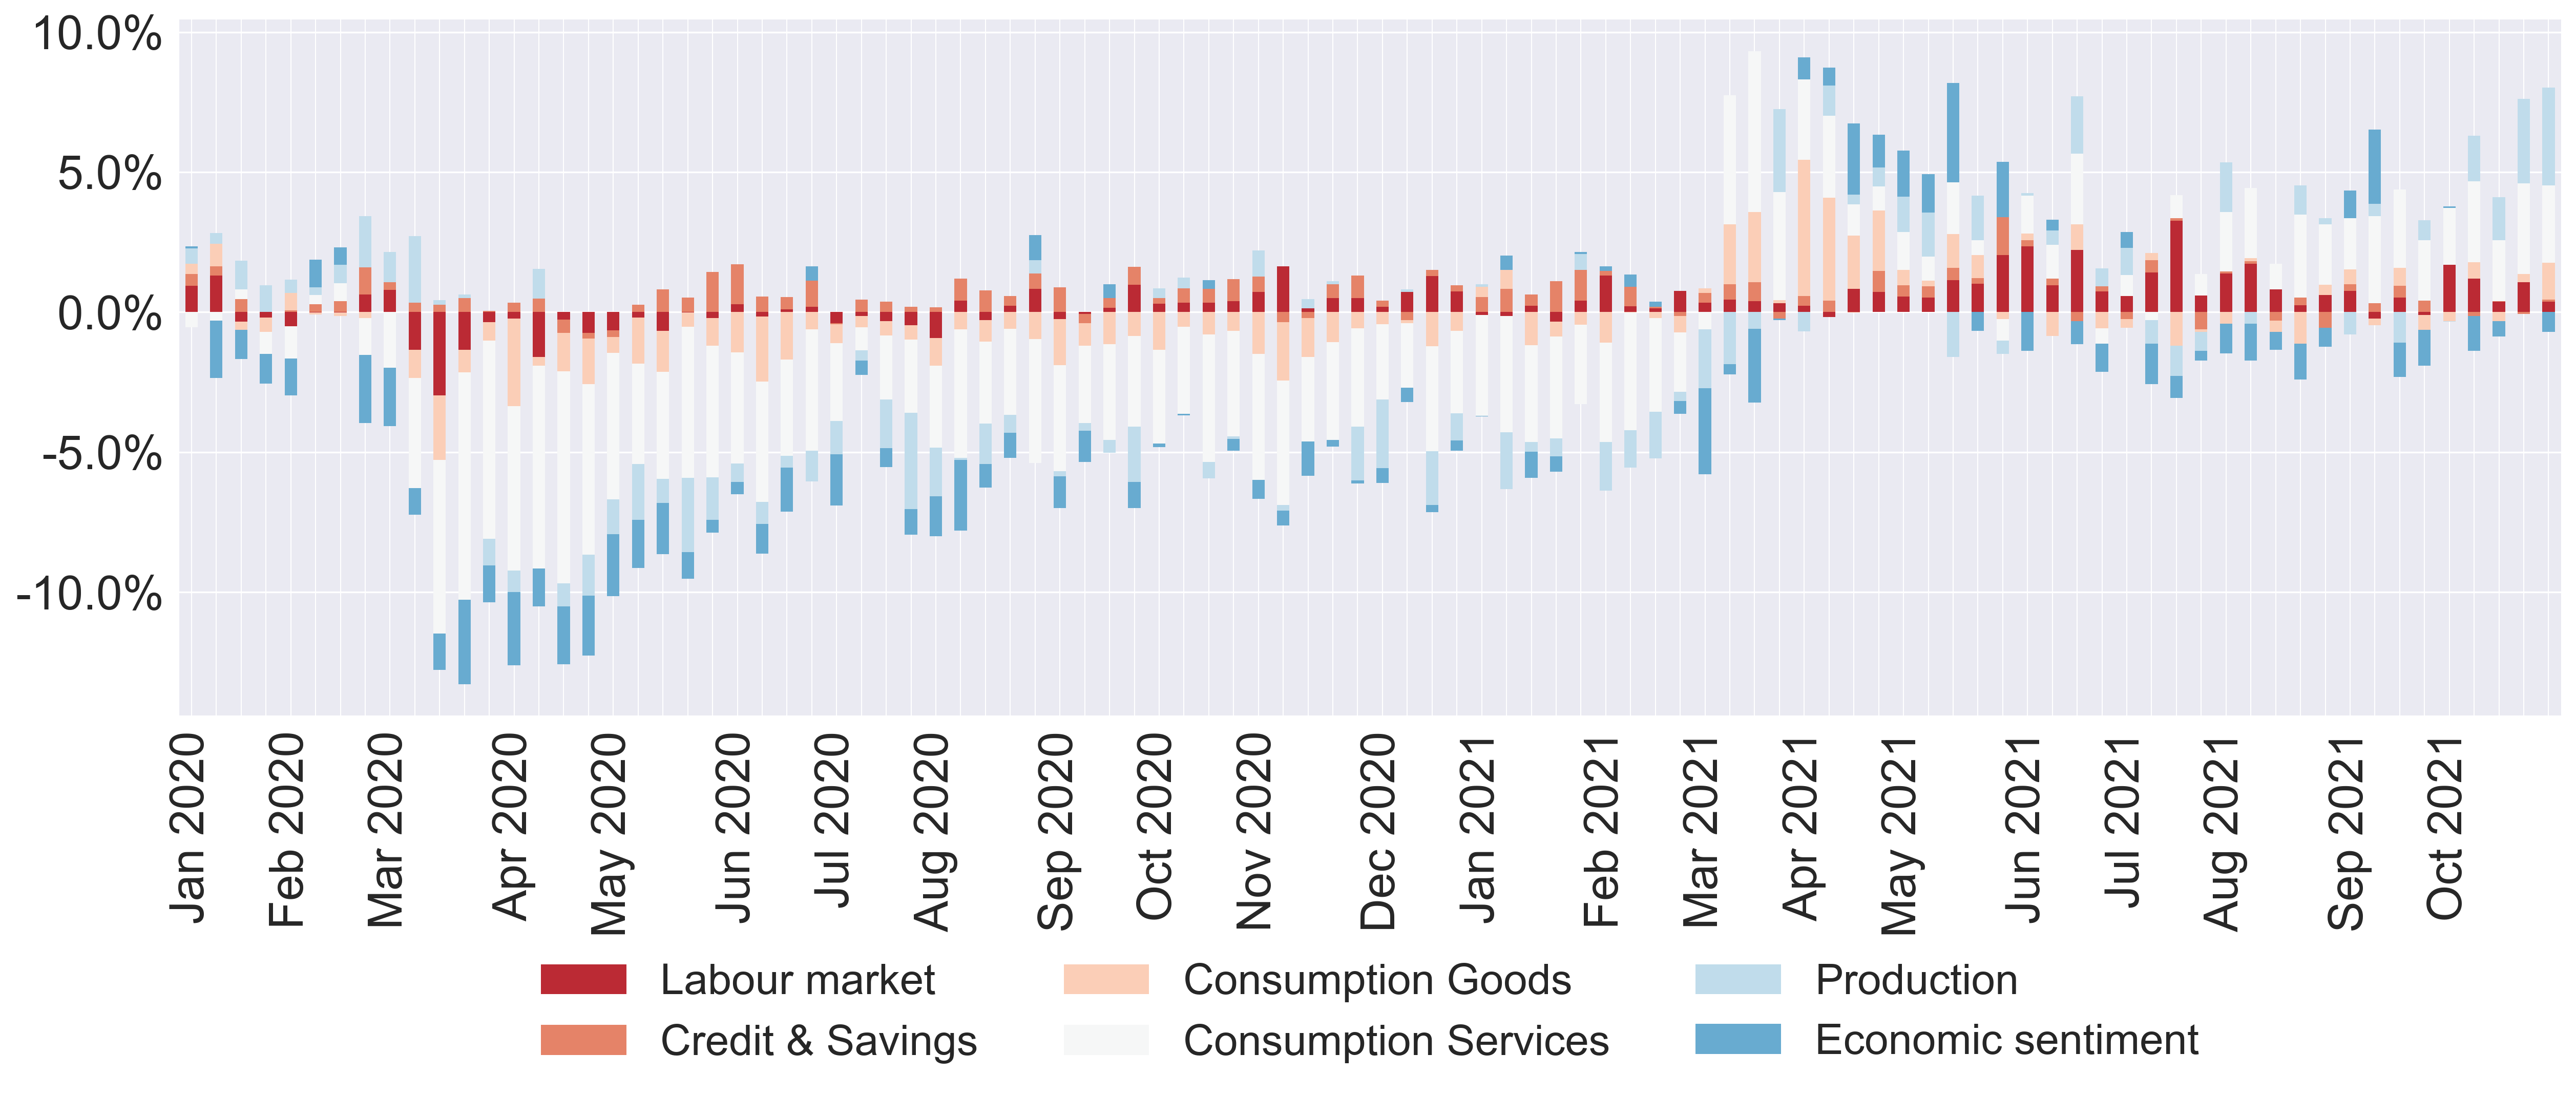 10.0%
5.0%
0.0%
-5.0%
-10.0%
Jan 2020
Feb 2020
Mar 2020
Apr 2020
May 2020
Jun 2020
Jul 2020
Aug 2020
Sep 2020
Oct 2020
Nov 2020
Dec 2020
Jan 2021
Feb 2021
Mar 2021
Apr 2021
May 2021
Jun 2021
Jul 2021
Aug 2021
Sep 2021
Oct 2021
Labour market
Credit & Savings
Consumption Goods
Consumption Services
Production
Economic sentiment